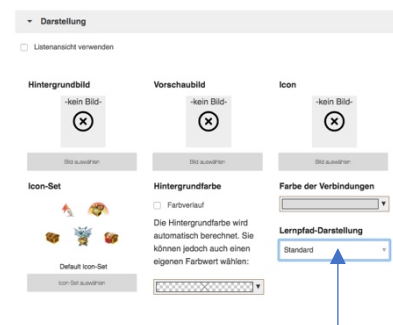 Darstellung
Listenansicht verwenden
Hintergrundbild
-kein Bild-
Bild auswählen
Vorschaubild
-kein Bild-
Bild auswählen
Icon
-kein Bild-
Bild auswählen
Icon-Set
Default Icon-Set
Icon-Set auswählen
Hintergrundfarbe
Farbverlauf
Die Hintergrundfarbe wird
automatisch berechnet. Sie
können jedoch auch einen
eigenen Farbwert wählen:
Farbe der Verbindungen
Lernpfad-Darstellung
Standard